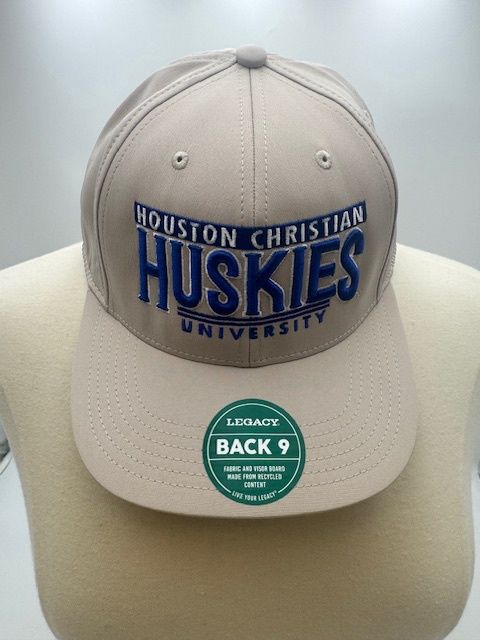 HOUSTON CHRISTIAN
HUSKIES
UNIVERSITY
LEGACY
BACK 9
FABRIC AND VISOR BOARD
MADE FROM RECYCLED
CONTENT
LIVE YOUR LEGACY®